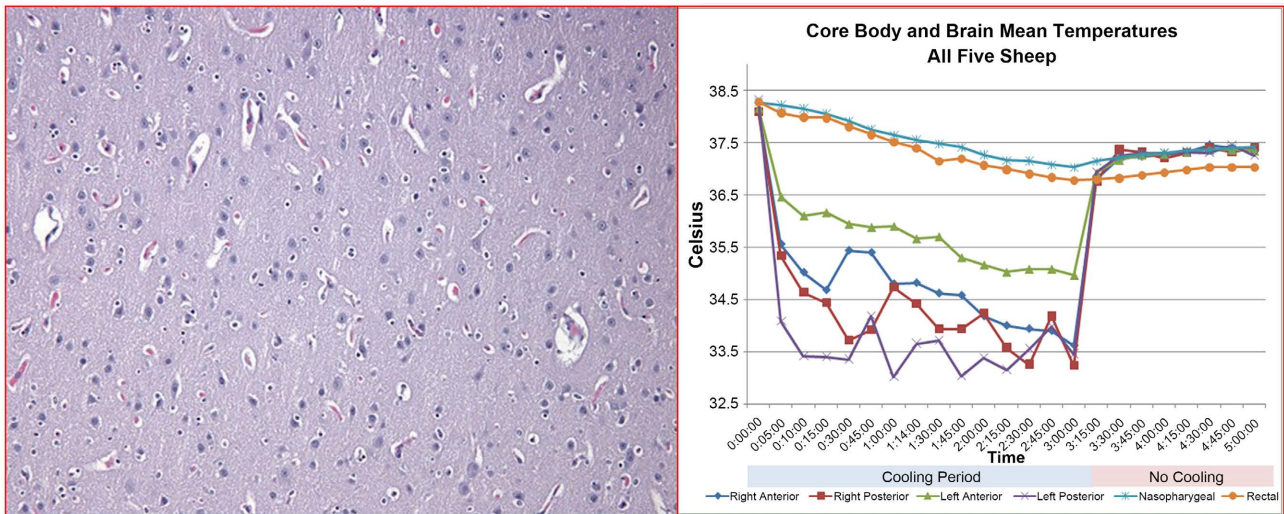 Core Body and Brain Mean Temperatures
All Five Sheep
38.5
37.5
36.5
35.5
34.5
33.5
32.5
Celsius
0:00:00 0:05:00 0:10:00 0:15:00 0:30:00 0:45:00 1:00:00 1:14:00 1:30:00 1:45:00 2:00:00 2:15:00 2:30:00 2:45:00 3:00:00 3:15:00 3:30:00 3:45:00 4:00:00 4:15:00 4:30:00 4:45:00 5:00:00
Time
Cooling Period No Cooling
Right Anterior Right Posterior Left Anterior Left Posterior Nasopharygeal Rectal